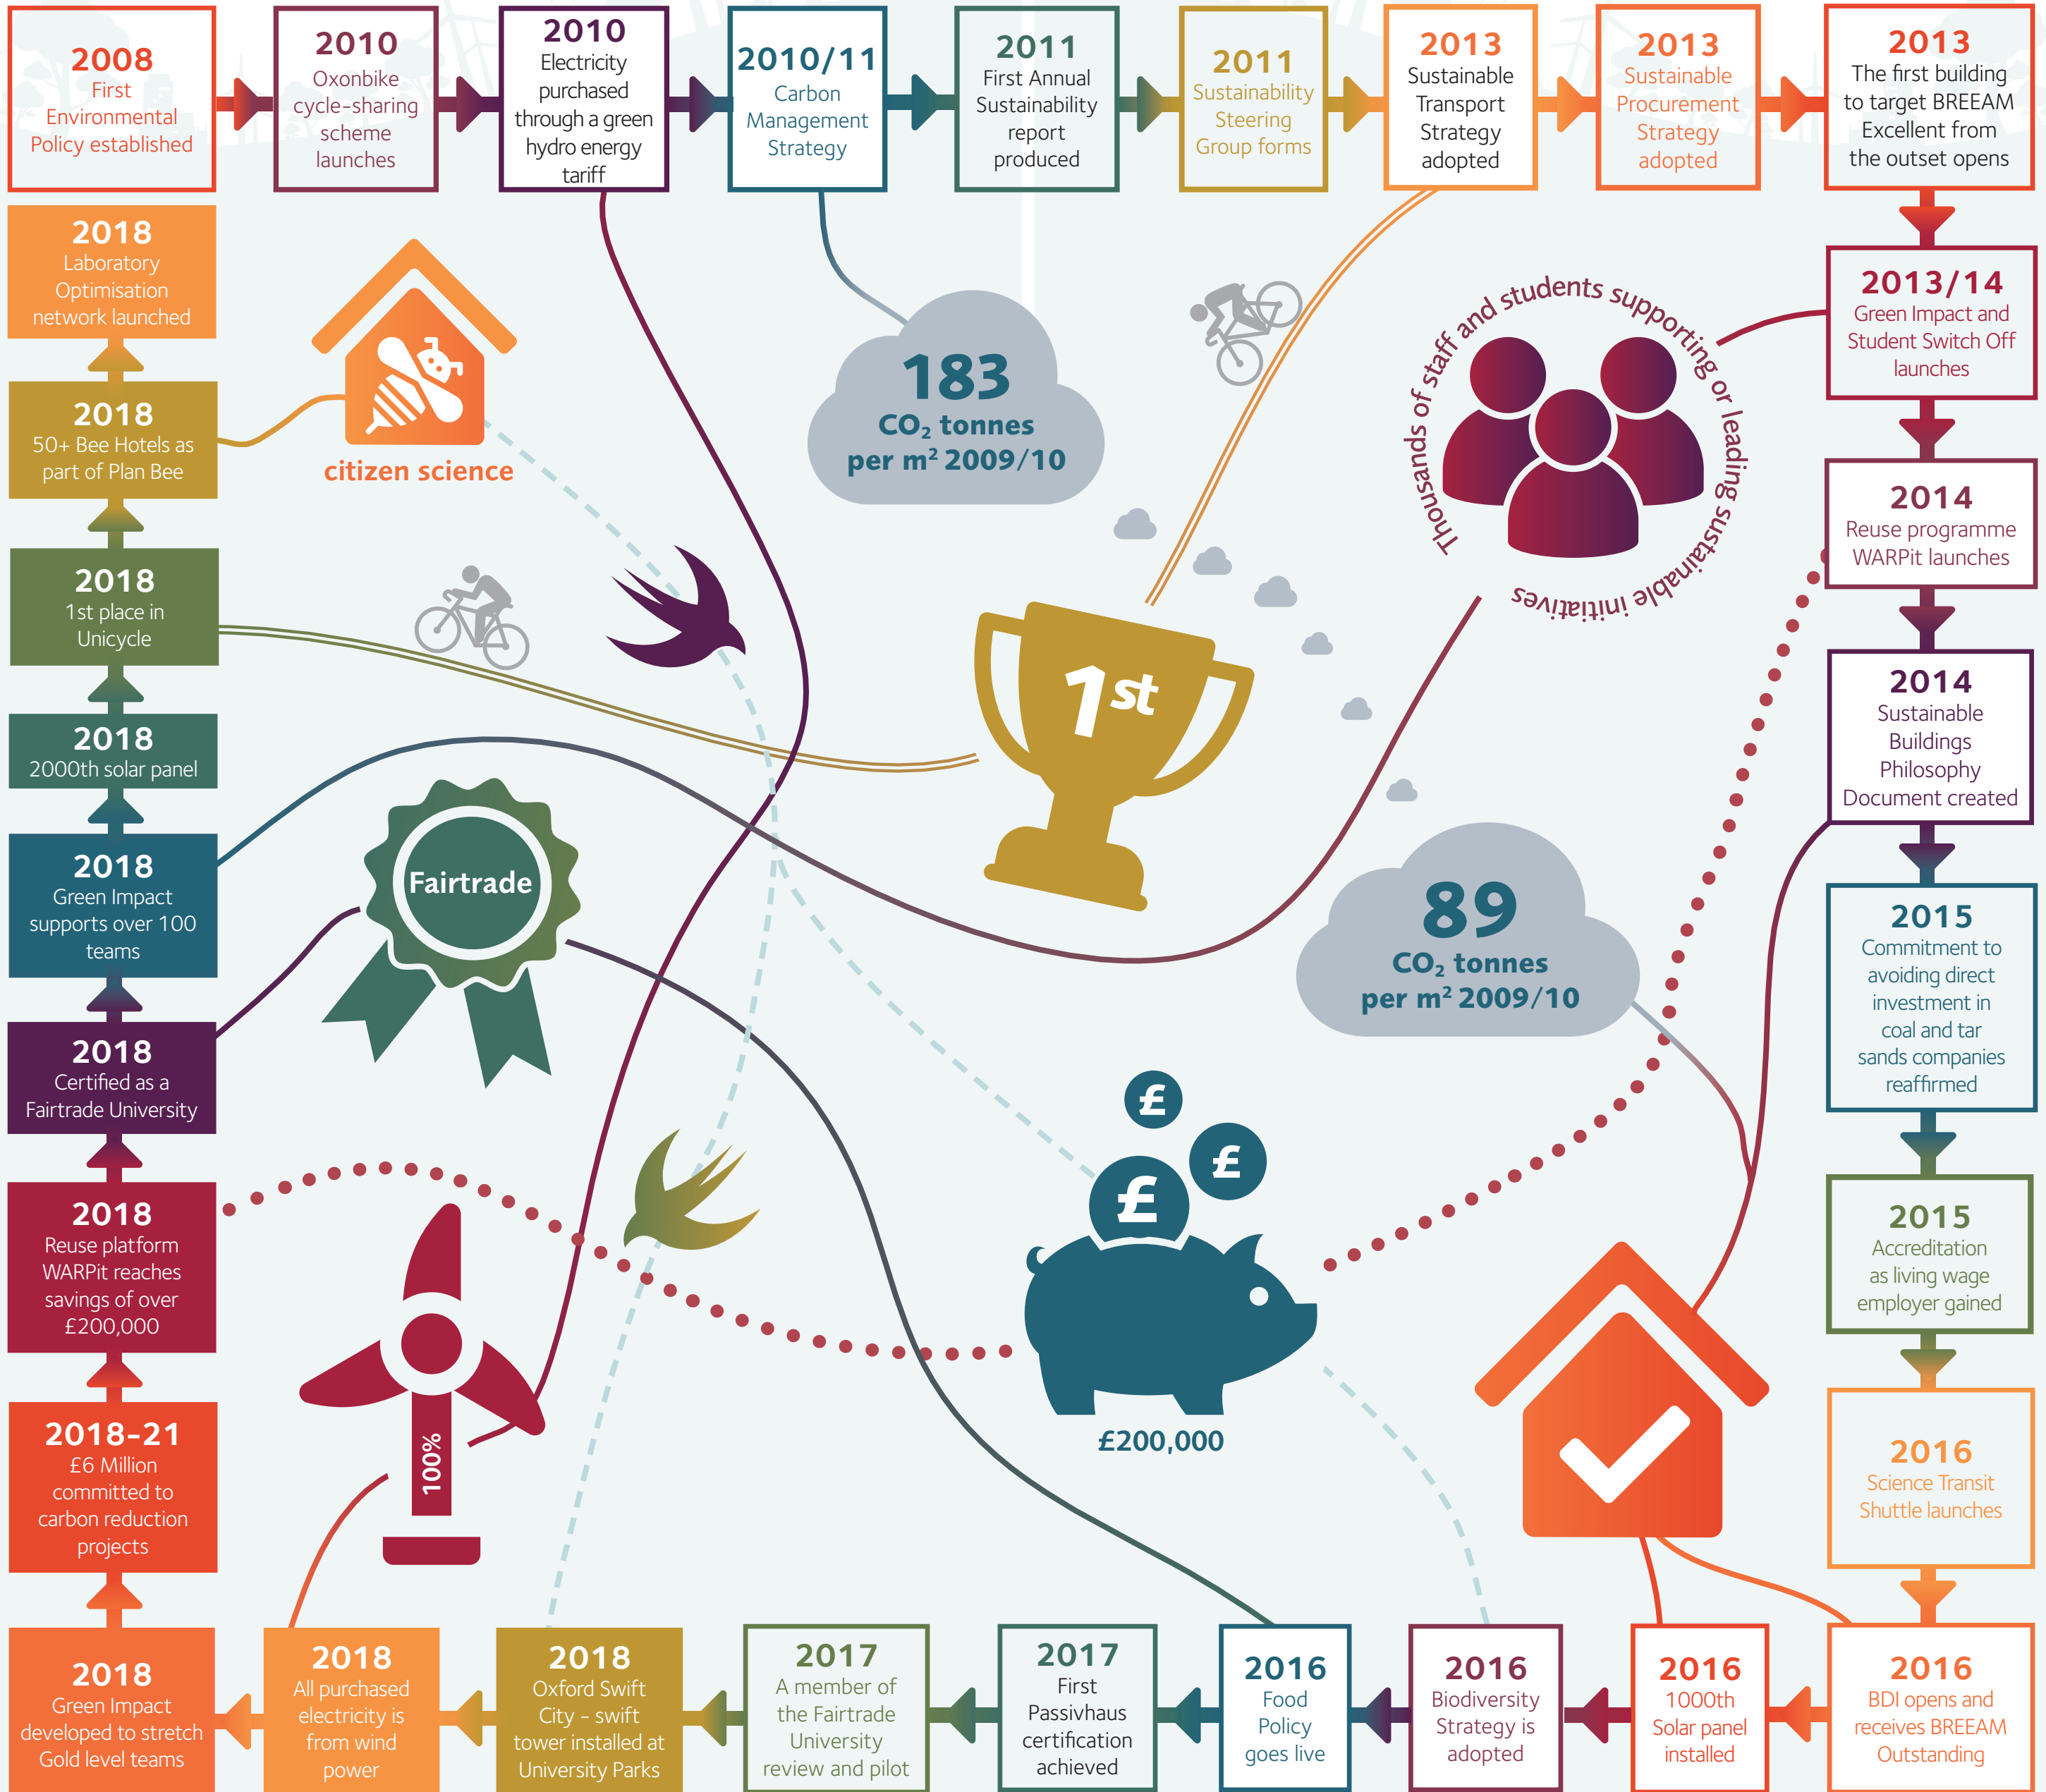 2008
First
Environmental
Policy established
2010
Oxonbike
cycle-sharing
scheme
launches
2010
Electricity
purchased
through a green
hydro energy
tariff
2010/11
Carbon
Management
Strategy
2011
First Annual
Sustainability
report
produced
2011
Sustainability
Steering
Group forms
2013
Sustainable
Transport
Strategy
adopted
2013
Sustainable
Procurement
Strategy
adopted
2013
The first building
to target BREEAM
Excellent from
the outset opens
2013/14
Green Impact and
Student Switch Off
launches
2014
Reuse programme
WARPit launches
2014
Sustainable
Buildings
Philosophy
Document created
2015
Commitment to
avoiding direct
investment in
coal and tar
sands companies
reaffirmed
2015
Accreditation
as living wage
employer gained
2016
Science Transit
Shuttle launches
2016
BDI opens and
receives BREEAM
Outstanding
2016
1000th
Solar panel
installed
2016
Biodiversity
Strategy is
adopted
2016
Food
Policy
goes live
2017
First
Passivhaus
certification
achieved
2017
A member of
the Fairtrade
University
review and pilot
2018
Oxford Swift
City – swift
tower installed at
University Parks
2018
All purchased
electricity is
from wind
power
2018
Green Impact
developed to stretch
Gold level teams
2018-21
£6 Million
committed to
carbon reduction
projects
2018
Reuse platform
WARPit reaches
savings of over
£200,000
2018
Certified as a
Fairtrade University
2018
Green Impact
supports over 100
teams
2018
2000th solar panel
2018
1st place in
Unicycle
2018
50+ Bee Hotels as
part of Plan Bee
2018
Laboratory
Optimisation
network launched
citizen science
183
CO₂ tonnes
per m² 2009/10
Thousands of staff and students supporting or leading sustainable initiatives
1st
Fairtrade
89
CO₂ tonnes
per m² 2009/10
£
£
£
£200,000
100%